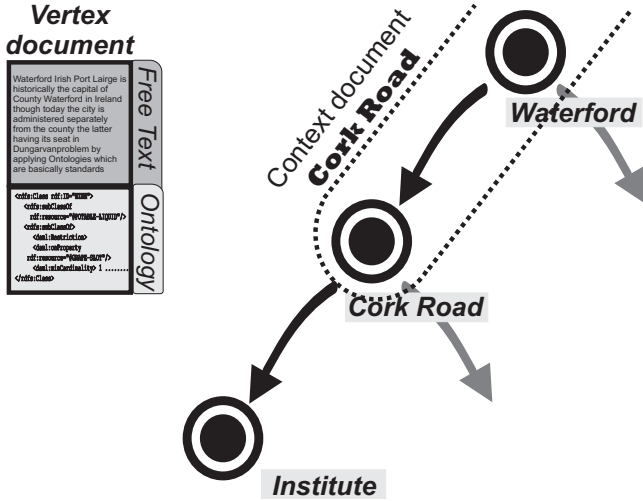 Vertex
document
Waterford Irish Port Lairge is
historically the capital of
County Waterford in Ireland
though today the city is
administered separately
from the county the latter
having its seat in
Dungarvanproblem by
applying Ontologies which
are basically standards
Free Text
<rdfs:Class rdf:ID="WINE">
<rdfs:subClassOf
rdf:resource="#POTABLE-LIQUID"/>
<rdfs:subClassOf>
<daml:Restriction>
<daml:onProperty
rdf:resource="#GRAPE-SLOT"/>
<daml:minCardinality> 1 .........
</rdfs:Class>
Ontology
Context document
Cork Road
Waterford
Cork Road
Institute